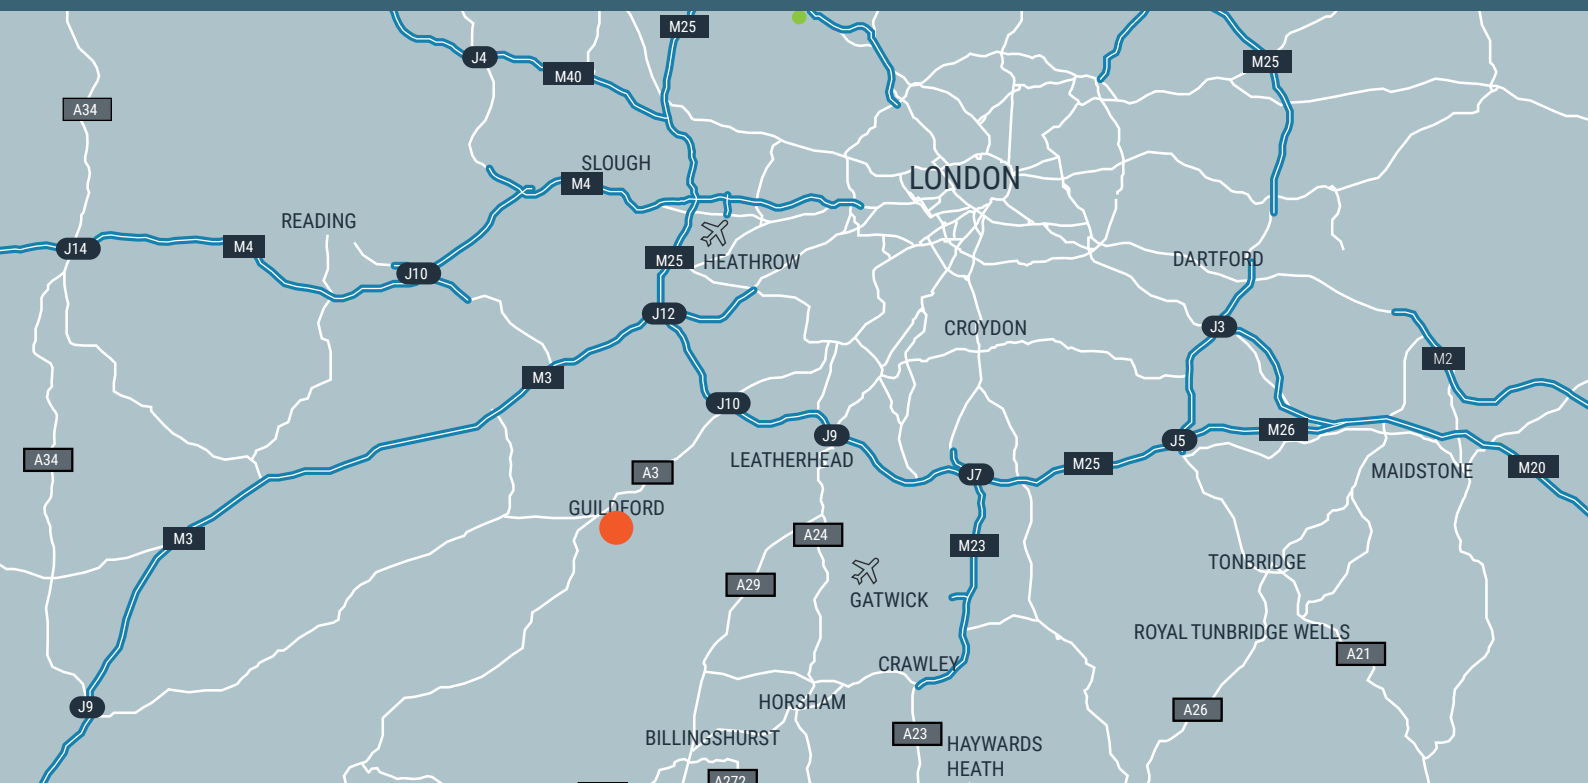 M25
J4
M25
M40
A34
SLOUGH
M4
LONDON
READING
J14
M4
M25
HEATHROW
DARTFORD
J10
J12
CROYDON
J3
M2
M3
J10
J9
M26
J5
A34
LEATHERHEAD
M25
M20
A3
J7
MAIDSTONE
GUILDFORD
M3
A24
M23
TONBRIDGE
A29
GATWICK
ROYAL TUNBRIDGE WELLS
A21
CRAWLEY
J9
HORSHAM
A26
BILLINGSHURST
A23
HAYWARDS
HEATH
A272